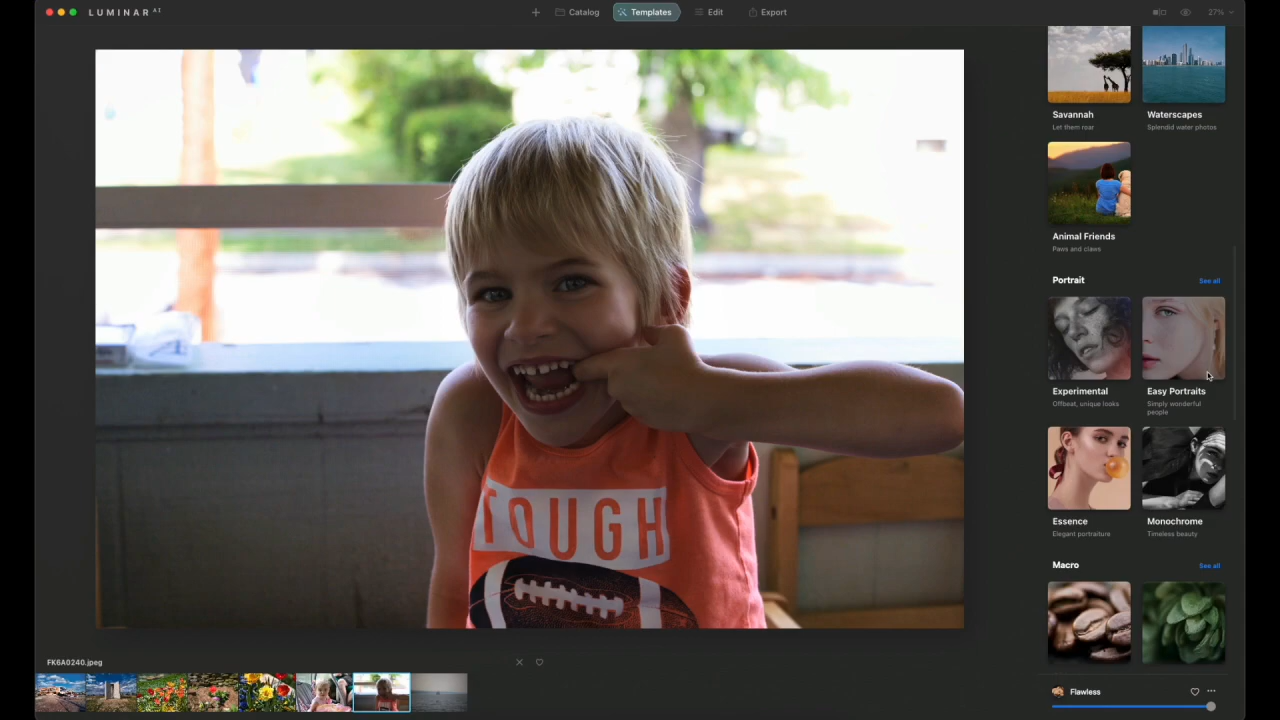 LUMINAR AI
Catalog
Templates
Edit
Export
27%
Savannah
Let them roar
Waterscapes
Splendid water photos
Animal Friends
Paws and claws
Portrait
See all
Experimental
Offbeat, unique looks
Easy Portraits
Simply wonderful
people
Essence
Elegant portraiture
Monochrome
Timeless beauty
Macro
See all
TOUGH
FK6A0240.jpeg
Flawless